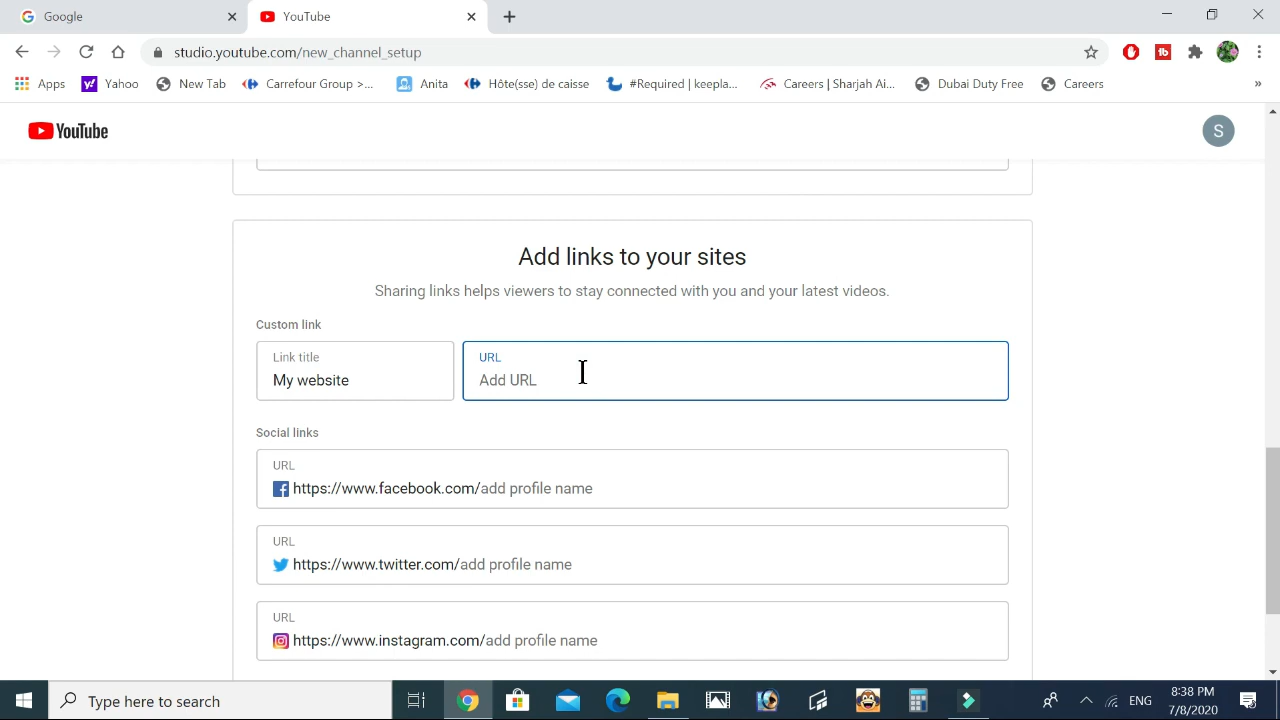 Google
YouTube
studio.youtube.com/new_channel_setup
Apps Yahoo New Tab Carrefour Group >... Anita Hôte(sse) de caisse #Required | keepla... Careers | Sharjah Ai... Dubai Duty Free Careers »
YouTube
S
Add links to your sites
Sharing links helps viewers to stay connected with you and your latest videos.
Custom link
Link title
My website
URL
Add URL
Social links
URL
https://www.facebook.com/add profile name
URL
https://www.twitter.com/add profile name
URL
https://www.instagram.com/add profile name
Type here to search
ENG
8:38 PM
7/8/2020